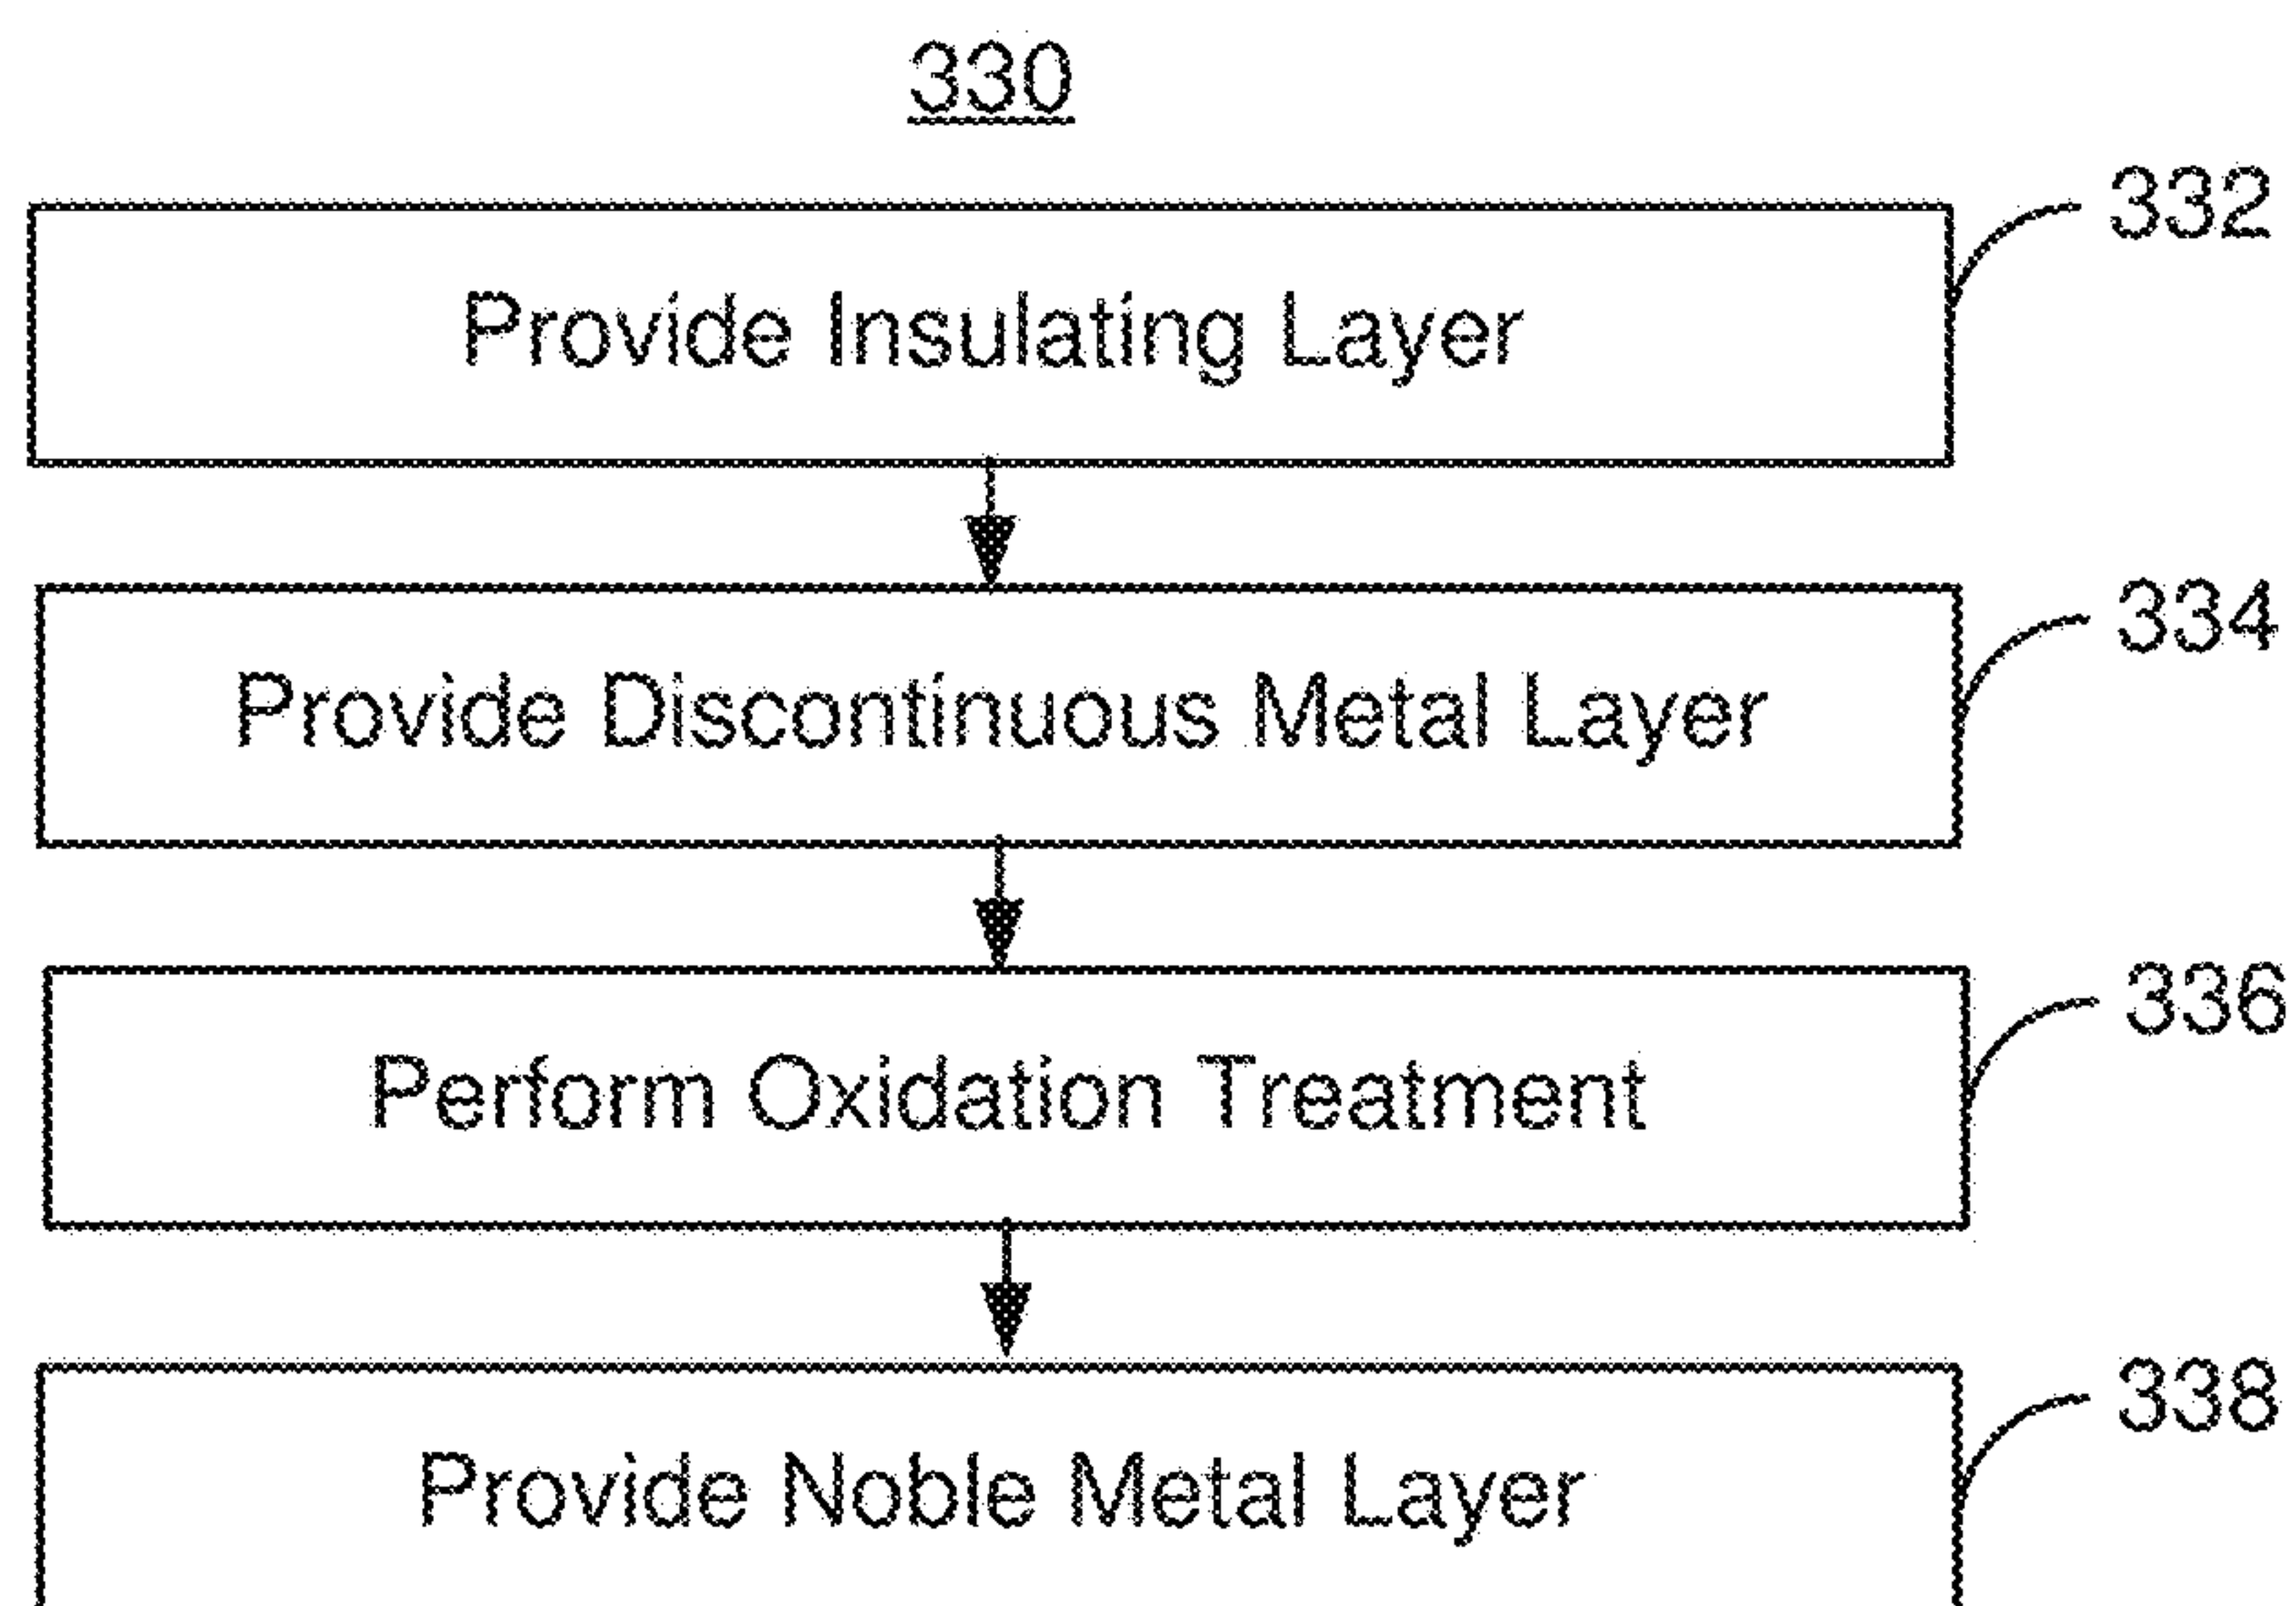 330
332
Provide Insulating Layer
334
Provide Discontinuous Metal Layer
336
Perform Oxidation Treatment
338
Provide Noble Metal Layer